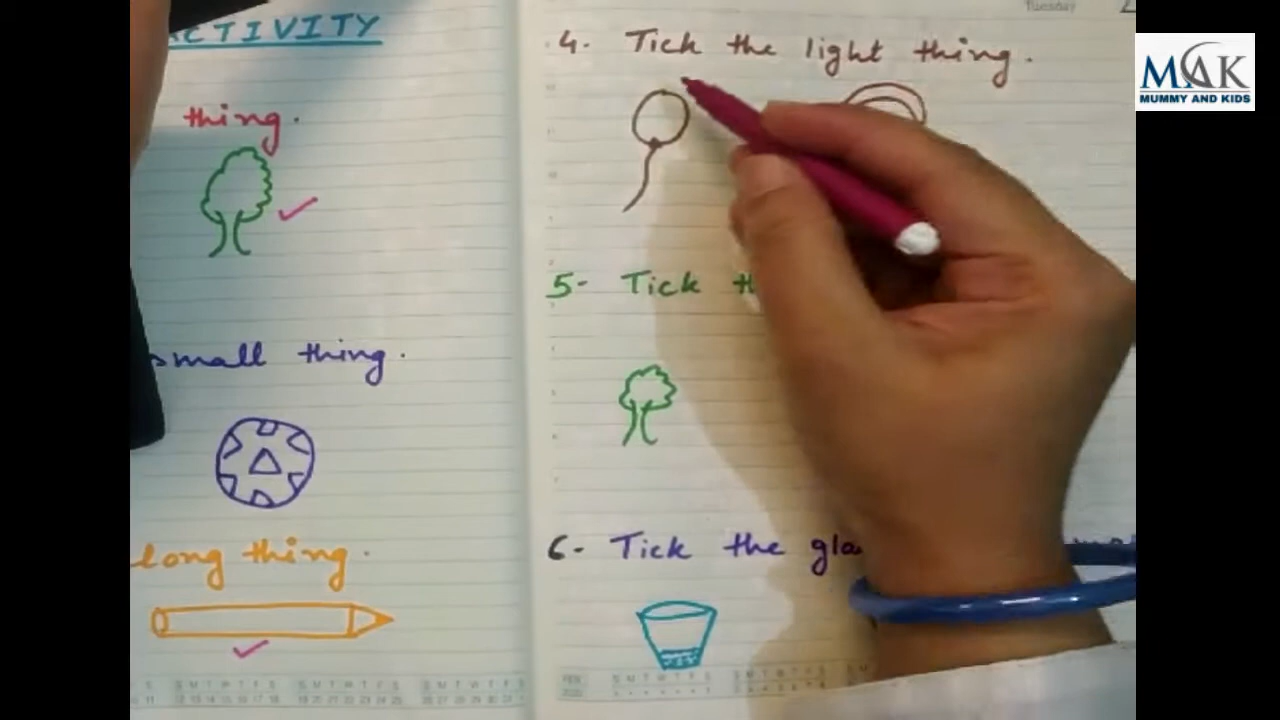 ACTIVITY
thing.
small thing.
long thing.
Tuesday
4- Tick the light thing.
5- Tick
6- Tick the
MAK
MUMMY AND KIDS